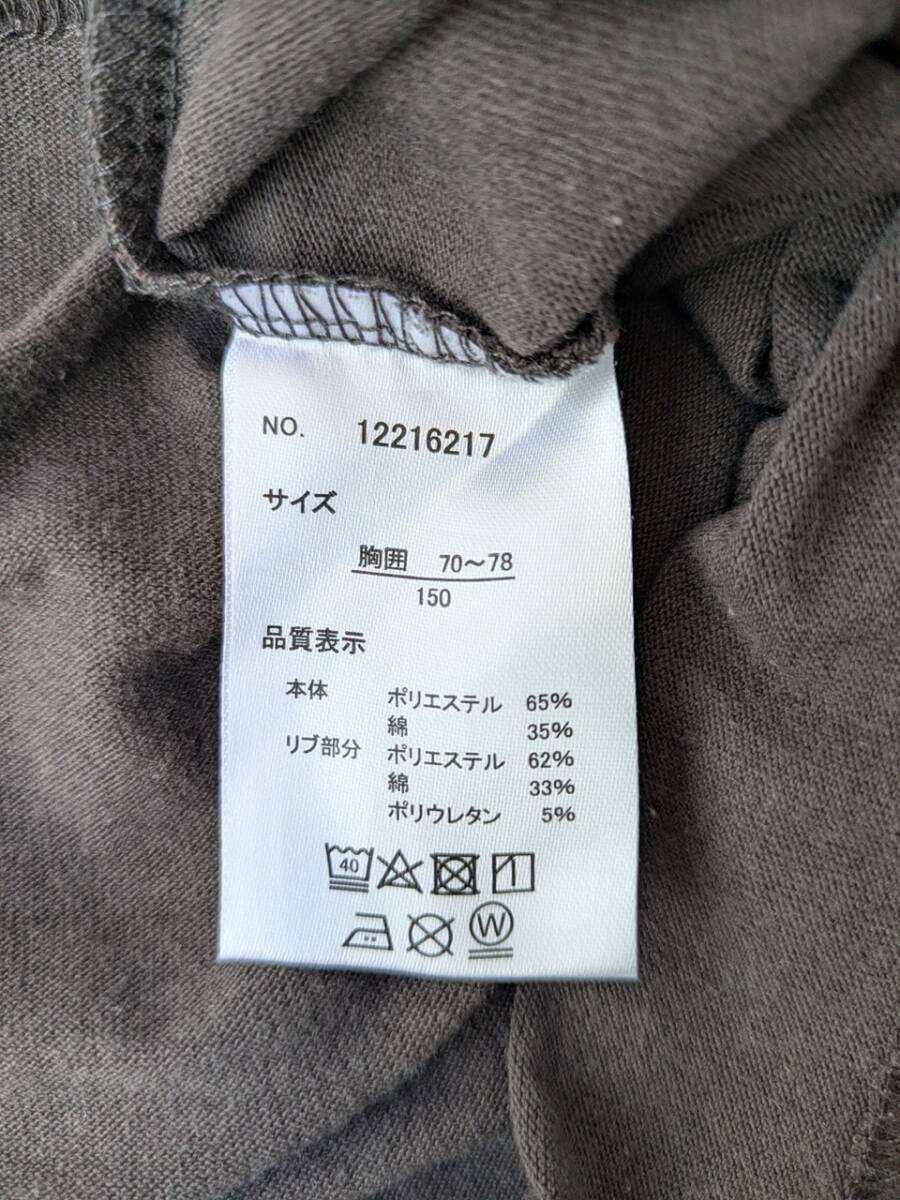 NO. 12216217
サイズ
胸囲 70～78
150
品質表示
本体 ポリエステル 65%
綿 35%
リブ部分 ポリエステル 62%
綿 33%
ポリウレタン 5%
40
W